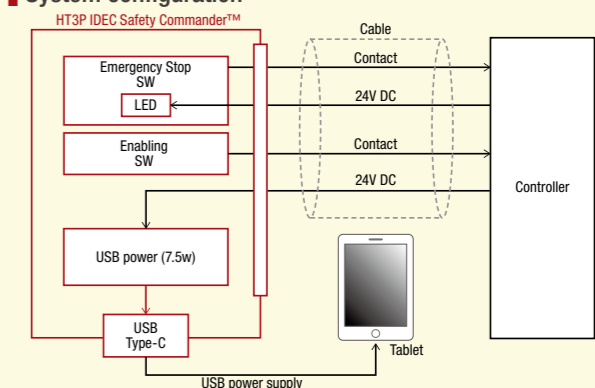 System configuration
HT3P IDEC Safety Commander™
Cable
Emergency Stop
SW
LED
Contact
24V DC
Enabling
SW
Contact
24V DC
Controller
USB power (7.5w)
USB
Type-C
Tablet
USB power supply